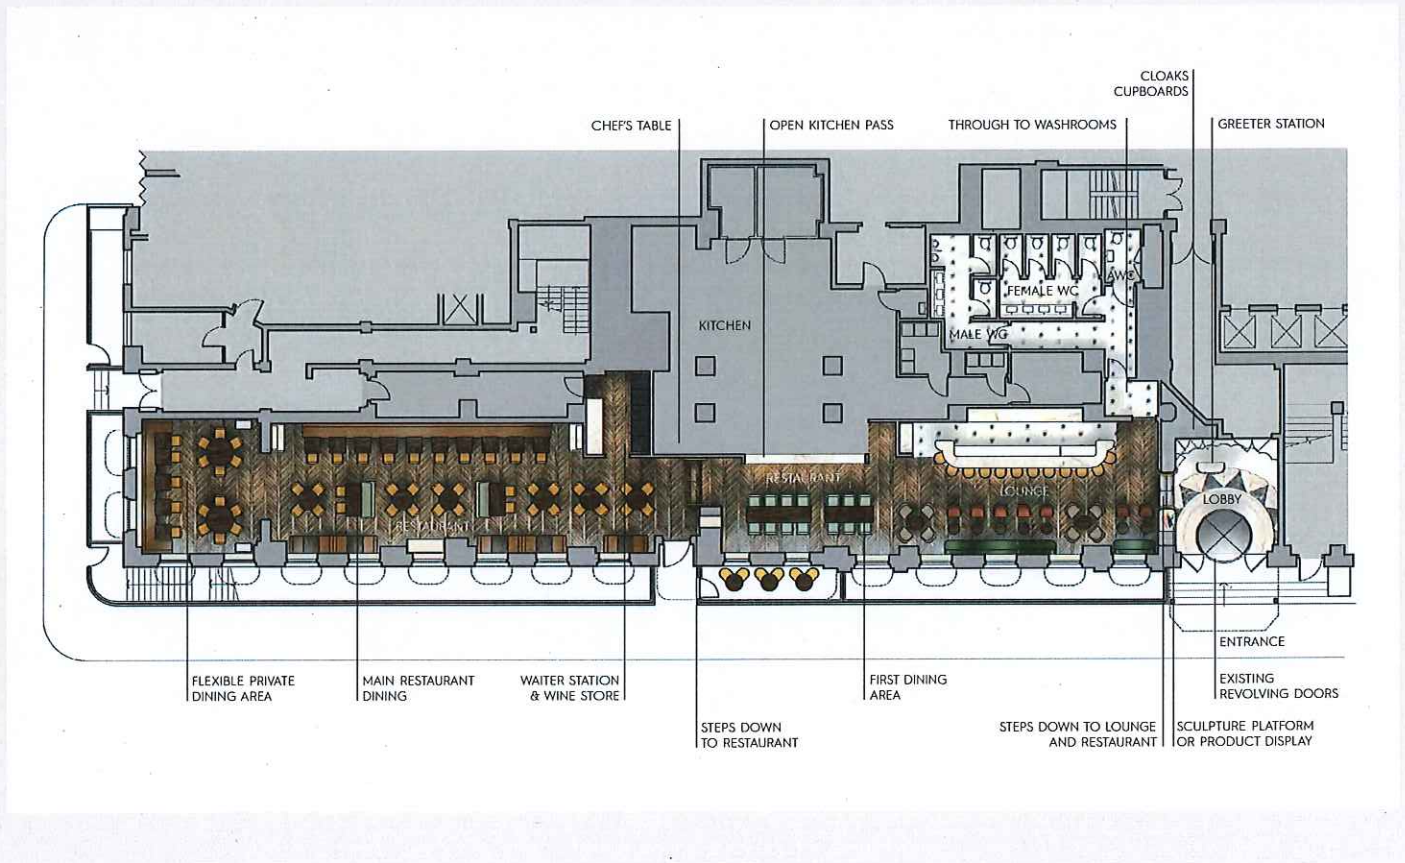 CLOAKS
CUPBOARDS
CHEF'S TABLE
OPEN KITCHEN PASS
THROUGH TO WASHROOMS
GREETER STATION
AWC
FEMALE WC
MALE WC
KITCHEN
RESTAURANT
LOUNGE
LOBBY
RESTAURANT
ENTRANCE
FLEXIBLE PRIVATE
DINING AREA
MAIN RESTAURANT
DINING
WAITER STATION
& WINE STORE
FIRST DINING
AREA
EXISTING
REVOLVING DOORS
STEPS DOWN
TO RESTAURANT
STEPS DOWN TO LOUNGE
AND RESTAURANT
SCULPTURE PLATFORM
OR PRODUCT DISPLAY